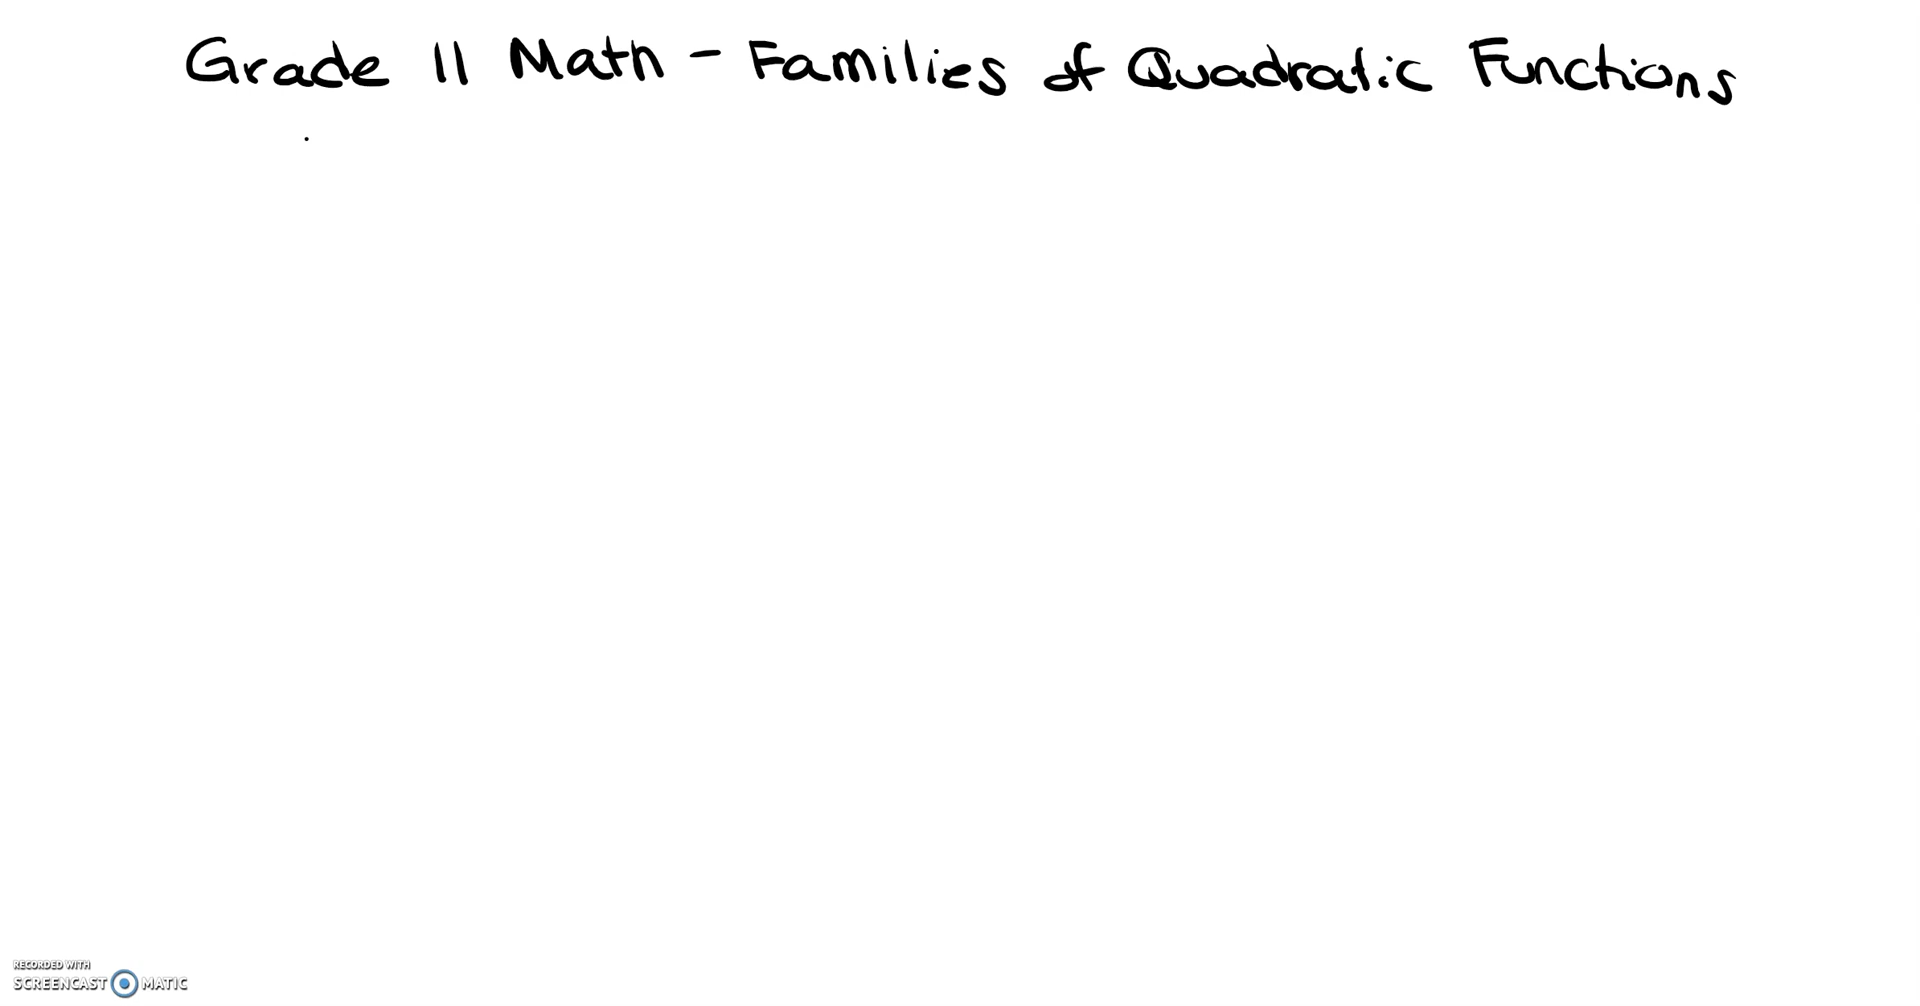 Grade 11 Math - Families of Quadratic Functions
RECORDED WITH
SCREENCAST MATIC